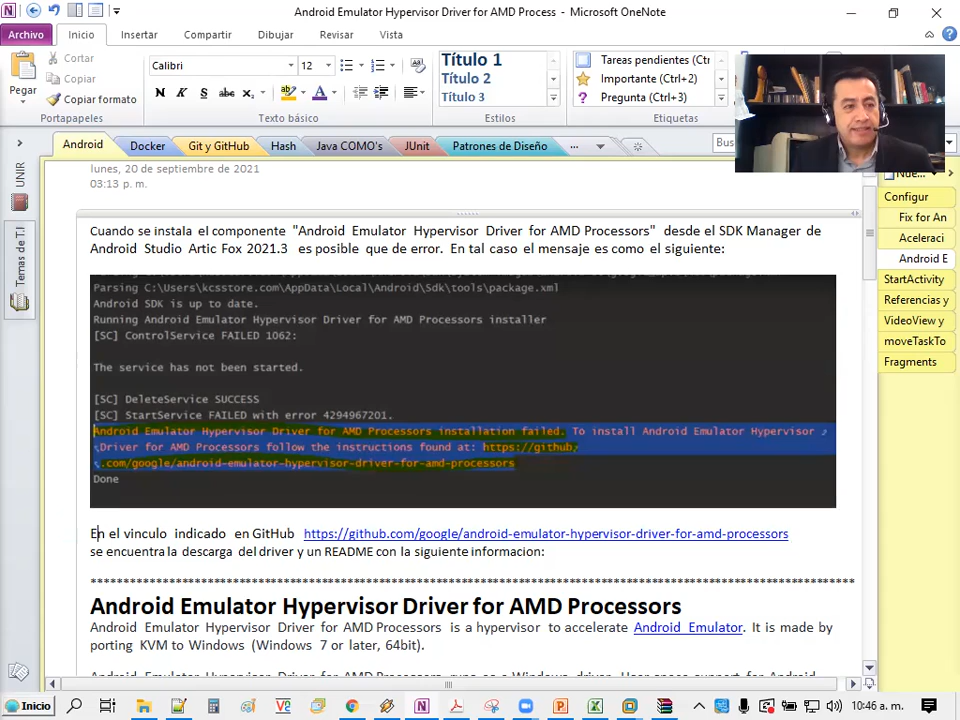 Android Emulator Hypervisor Driver for AMD Process - Microsoft OneNote
Archivo Inicio Insertar Compartir Dibujar Revisar Vista
Pegar
Cortar
Copiar
Copiar formato
Portapapeles
Calibri 12
N K S abc x₂ A
Texto básico
Título 1
Título 2
Título 3
Estilos
Tareas pendientes (Ctr
Importante (Ctrl+2)
Pregunta (Ctrl+3)
Etiquetas
Android Docker Git y GitHub Hash Java COMO's JUnit Patrones de Diseño ... Bus
UNIR
Temas de T.I
lunes, 20 de septiembre de 2021
03:13 p. m.
Cuando se instala el componente "Android Emulator Hypervisor Driver for AMD Processors" desde el SDK Manager de
Android Studio Artic Fox 2021.3 es posible que de error. En tal caso el mensaje es como el siguiente:
Parsing C:\Users\kcsstore.com\AppData\Local\Android\Sdk\tools\package.xml
Android SDK is up to date.
Running Android Emulator Hypervisor Driver for AMD Processors installer
[SC] ControlService FAILED 1062:
The service has not been started.
[SC] DeleteService SUCCESS
[SC] StartService FAILED with error 4294967201.
Android Emulator Hypervisor Driver for AMD Processors installation failed. To install Android Emulator Hypervisor
Driver for AMD Processors follow the instructions found at: https://github
.com/google/android-emulator-hypervisor-driver-for-amd-processors
Done
En el vinculo indicado en GitHub https://github.com/google/android-emulator-hypervisor-driver-for-amd-processors
se encuentra la descarga del driver y un README con la siguiente informacion:
********************************************************************************************************************
Android Emulator Hypervisor Driver for AMD Processors
Android Emulator Hypervisor Driver for AMD Processors is a hypervisor to accelerate Android Emulator. It is made by
porting KVM to Windows (Windows 7 or later, 64bit).
Nue...
Configur
Fix for An
Aceleraci
Android E
StartActivity
Referencias y
VideoView y
moveTaskTo
Fragments
Inicio
10:46 a. m.